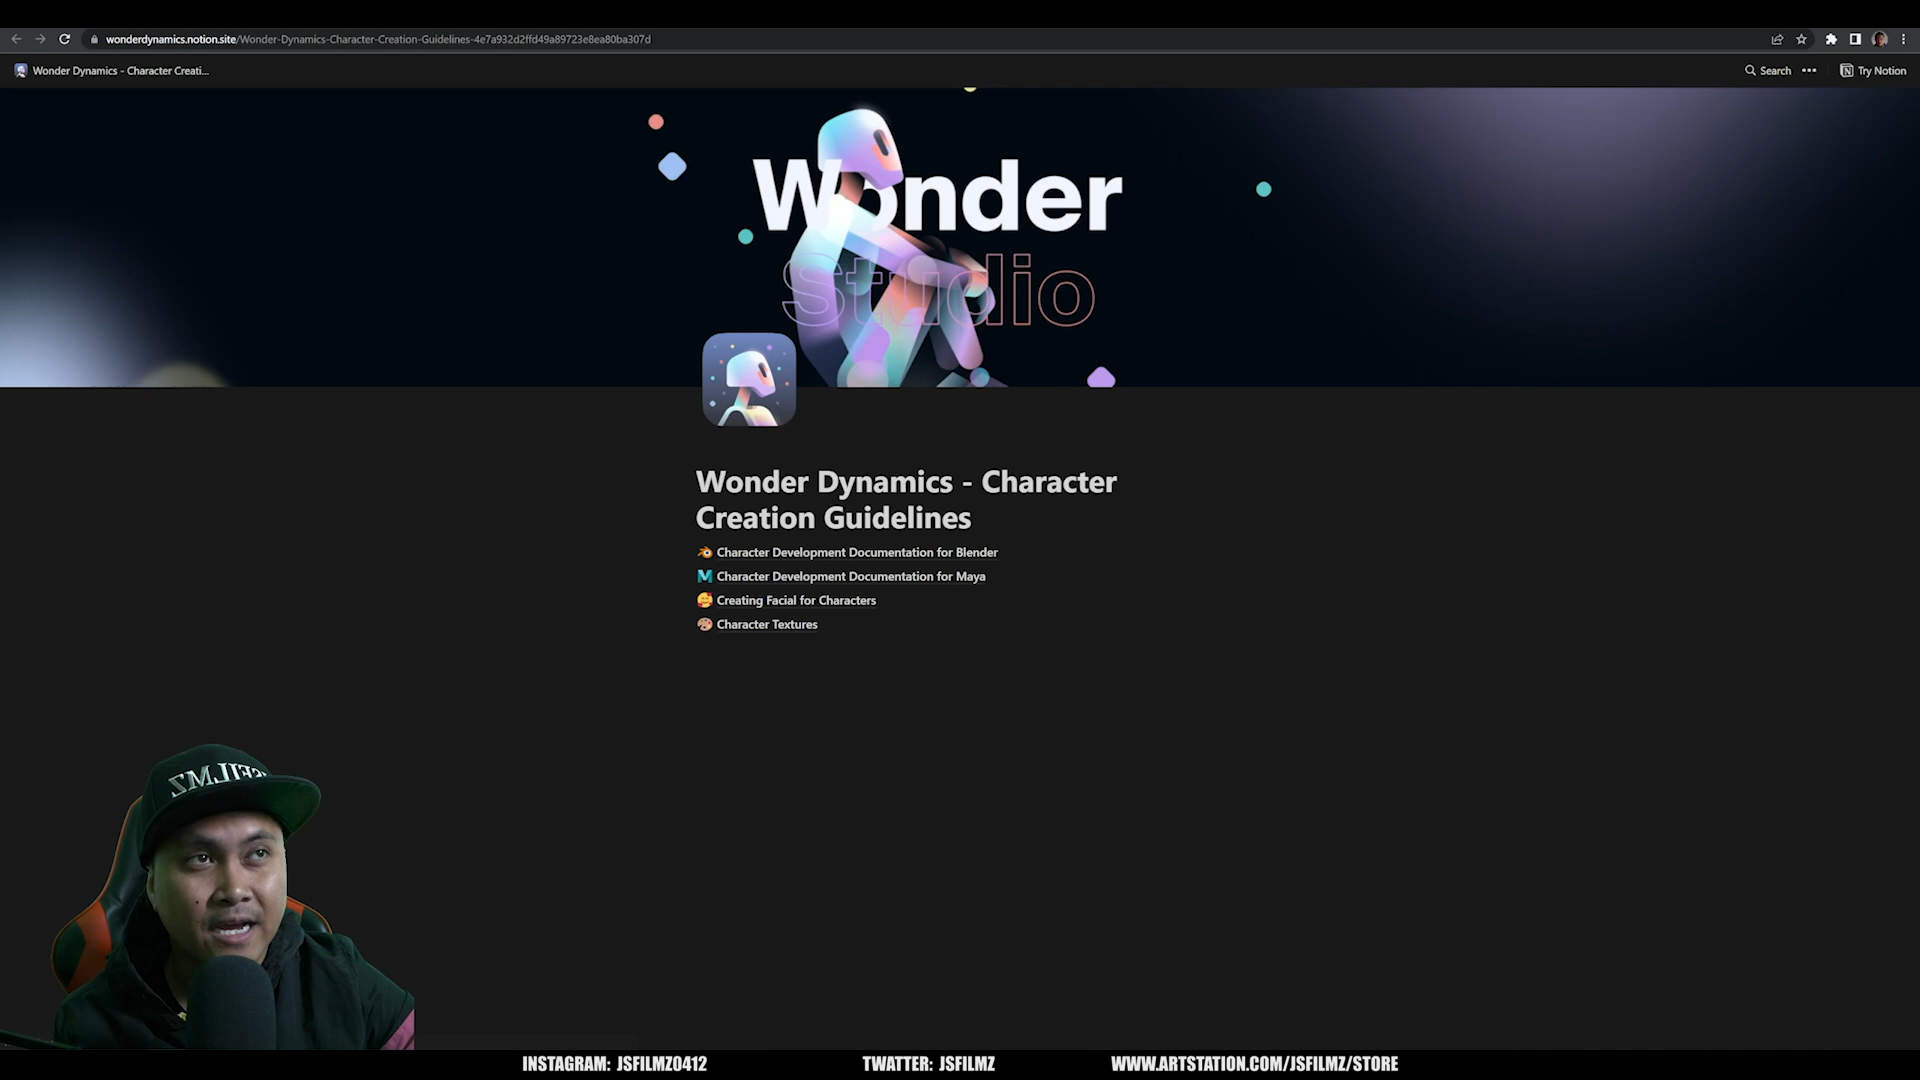 wonderdynamics.notion.site/Wonder-Dynamics-Character-Creation-Guidelines-4e7a932d2ffd49a89723e8ea80ba307d
Wonder Dynamics - Character Creati...
Search
Try Notion
Wonder
Studio
Wonder Dynamics - Character
Creation Guidelines
Character Development Documentation for Blender
Character Development Documentation for Maya
Creating Facial for Characters
Character Textures
JSFILMZ
INSTAGRAM: JSFILMZ0412
TWATTER: JSFILMZ
WWW.ARTSTATION.COM/JSFILMZ/STORE